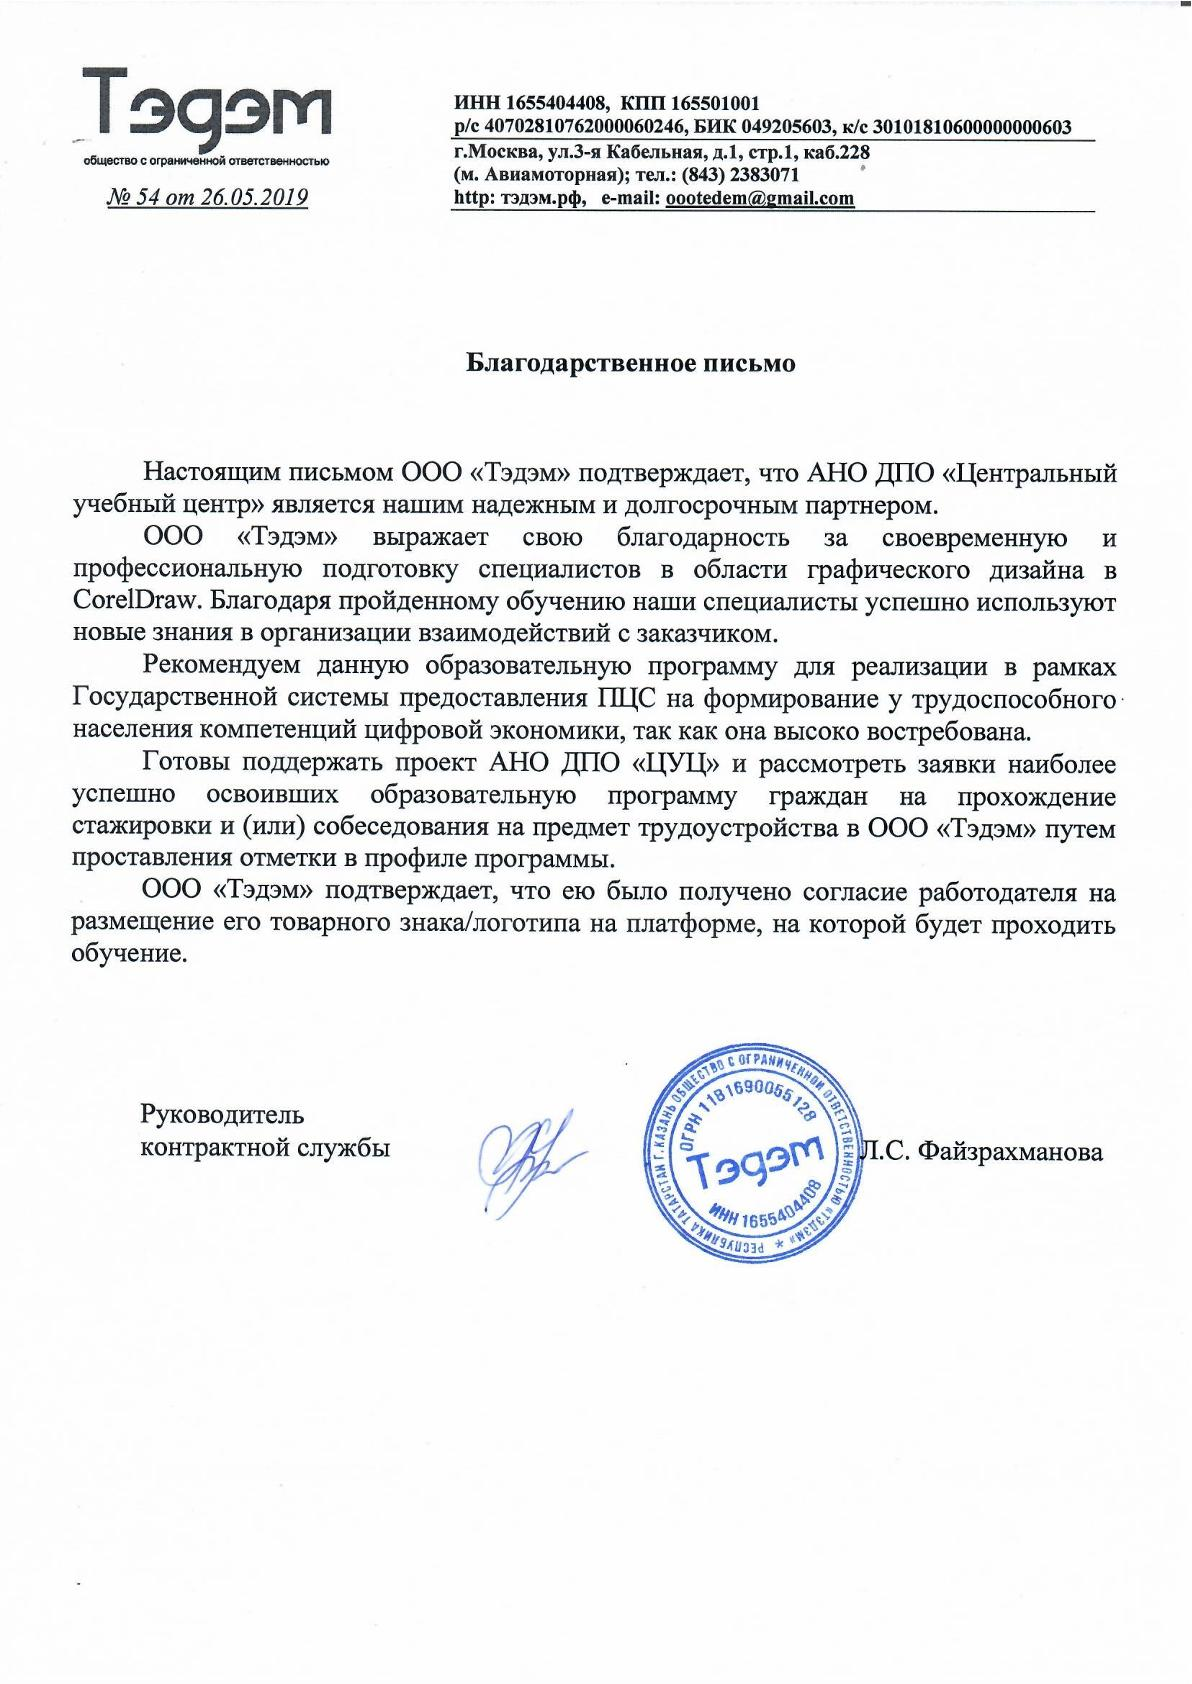 Тэдэм
общество с ограниченной ответственностью
№ 54 от 26.05.2019
ИНН 1655404408, КПП 165501001
р/с 40702810762000060246, БИК 049205603, к/с 30101810600000000603
г.Москва, ул.3-я Кабельная, д.1, стр.1, каб.228
(м. Авиамоторная); тел.: (843) 2383071
http: тэдэм.рф, e-mail: oootedem@gmail.com
Благодарственное письмо
Настоящим письмом ООО «Тэдэм» подтверждает, что АНО ДПО «Центральный
учебный центр» является нашим надежным и долгосрочным партнером.
ООО «Тэдэм» выражает свою благодарность за своевременную и
профессиональную подготовку специалистов в области графического дизайна в
CorelDraw. Благодаря пройденному обучению наши специалисты успешно используют
новые знания в организации взаимодействий с заказчиком.
Рекомендуем данную образовательную программу для реализации в рамках
Государственной системы предоставления ПЦС на формирование у трудоспособного
населения компетенций цифровой экономики, так как она высоко востребована.
Готовы поддержать проект АНО ДПО «ЦУЦ» и рассмотреть заявки наиболее
успешно освоивших образовательную программу граждан на прохождение
стажировки и (или) собеседования на предмет трудоустройства в ООО «Тэдэм» путем
проставления отметки в профиле программы.
ООО «Тэдэм» подтверждает, что ею было получено согласие работодателя на
размещение его товарного знака/логотипа на платформе, на которой будет проходить
обучение.
Руководитель
контрактной службы
Л.С. Файзрахманова
РЕСПУБЛИКА ТАТАРСТАН Г. КАЗАНЬ ОБЩЕСТВО С ОГРАНИЧЕННОЙ ОТВЕТСТВЕННОСТЬЮ «ТЭДЭМ» *
ОГРН 1181690055128
Тэдэм
ИНН 1655404408